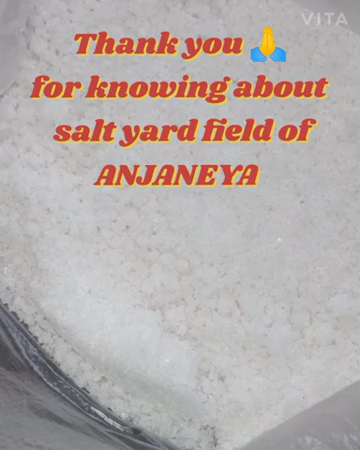 VITA
Thank you 🙏
for knowing about
salt yard field of
ANJANEYA